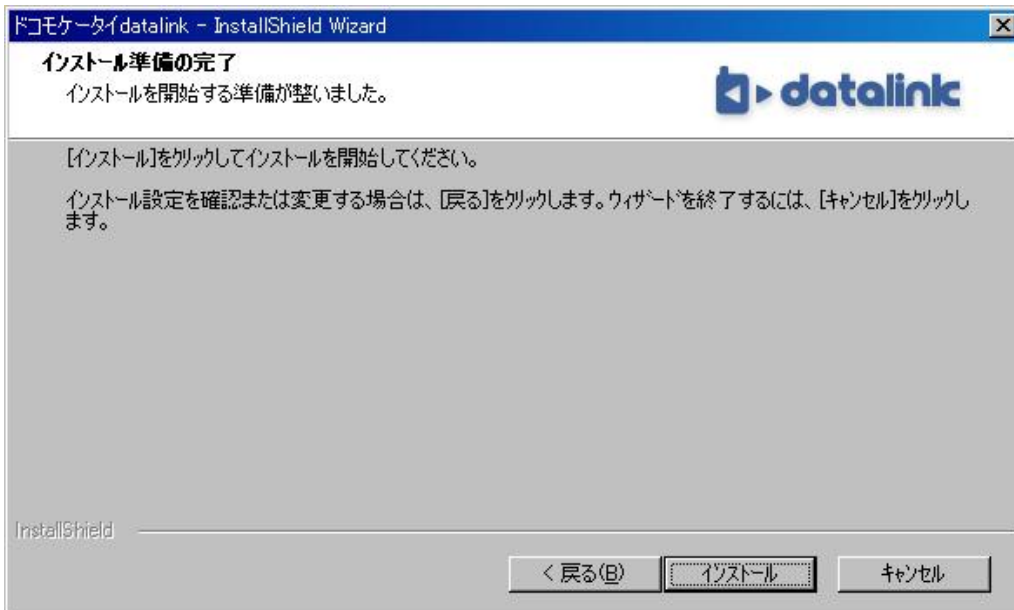 ドコモケータイdatalink - InstallShield Wizard
インストール準備の完了
インストールを開始する準備が整いました。
datalink
[インストール]をクリックしてインストールを開始してください。
インストール設定を確認または変更する場合は、[戻る]をクリックします。ウィザードを終了するには、[キャンセル]をクリックし
ます。
InstallShield
< 戻る(B)
インストール
キャンセル